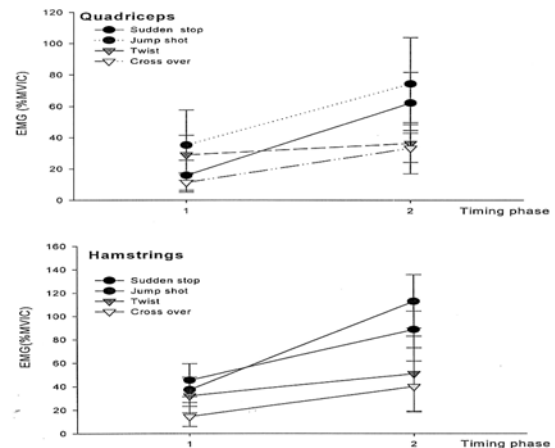 Quadriceps
120
Sudden stop
Jump shot
Twist
Cross over
100
80
60
40
20
0
EMG (%MVIC)
1
2
Timing phase
Hamstrings
160
140
Sudden stop
Jump shot
Twist
Cross over
120
100
80
60
40
20
0
EMG(%MVIC)
1
2
Timing phase